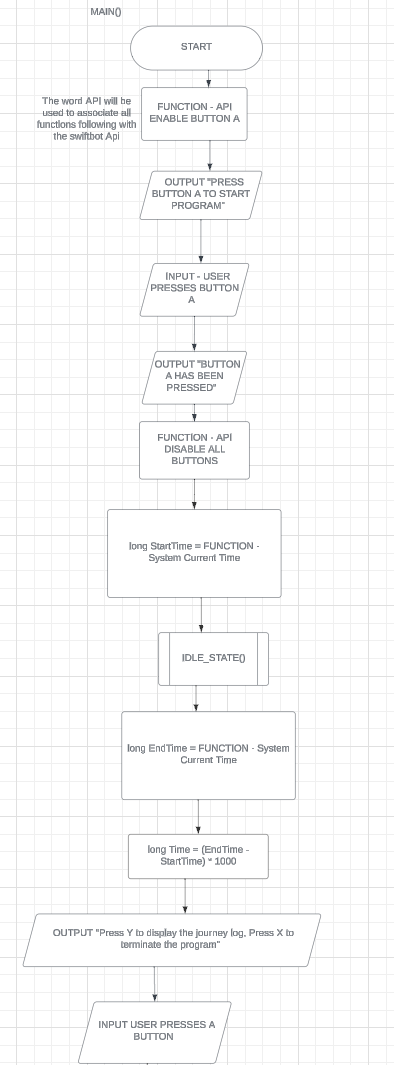 MAIN()
START
The word API will be
used to associate all
functions following with
the swiftbot Api
FUNCTION - API
ENABLE BUTTON A
OUTPUT "PRESS
BUTTON A TO START
PROGRAM"
INPUT - USER
PRESSES BUTTON
A
OUTPUT "BUTTON
A HAS BEEN
PRESSED"
FUNCTION - API
DISABLE ALL
BUTTONS
long StartTime = FUNCTION -
System Current Time
IDLE_STATE()
long EndTime = FUNCTION - System
Current Time
long Time = (EndTime -
StartTime) * 1000
OUTPUT "Press Y to display the journey log, Press X to
terminate the program"
INPUT USER PRESSES A
BUTTON